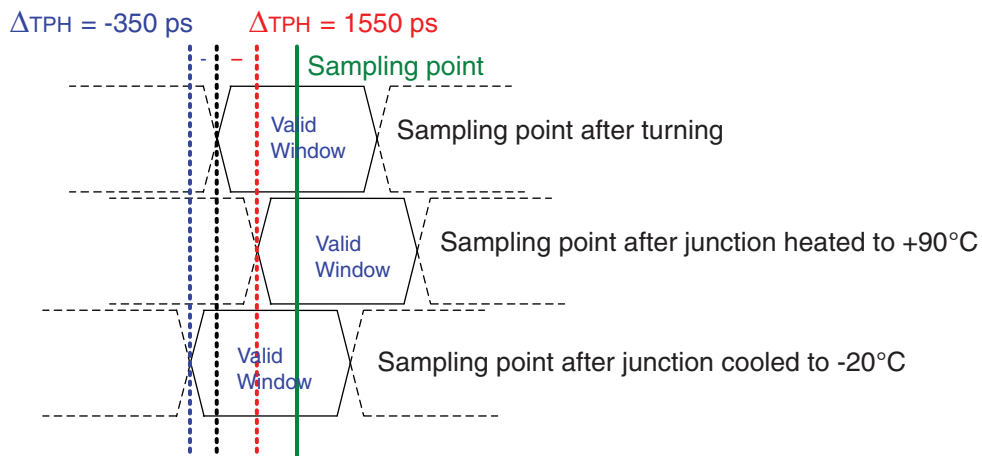 ΔTPH = -350 ps
ΔTPH = 1550 ps
- –
Sampling point
Valid
Window
Sampling point after turning
Valid
Window
Sampling point after junction heated to +90°C
Valid
Window
Sampling point after junction cooled to -20°C